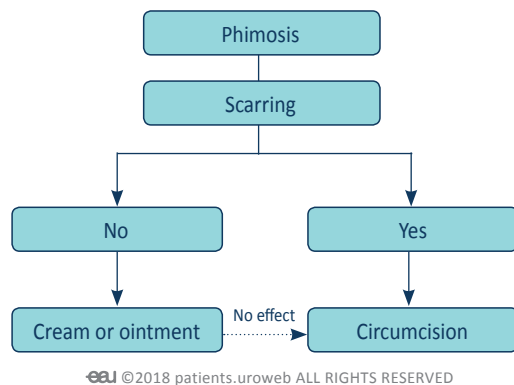 Phimosis
Scarring
No
Yes
Cream or ointment
No effect
Circumcision
eau ©2018 patients.uroweb ALL RIGHTS RESERVED